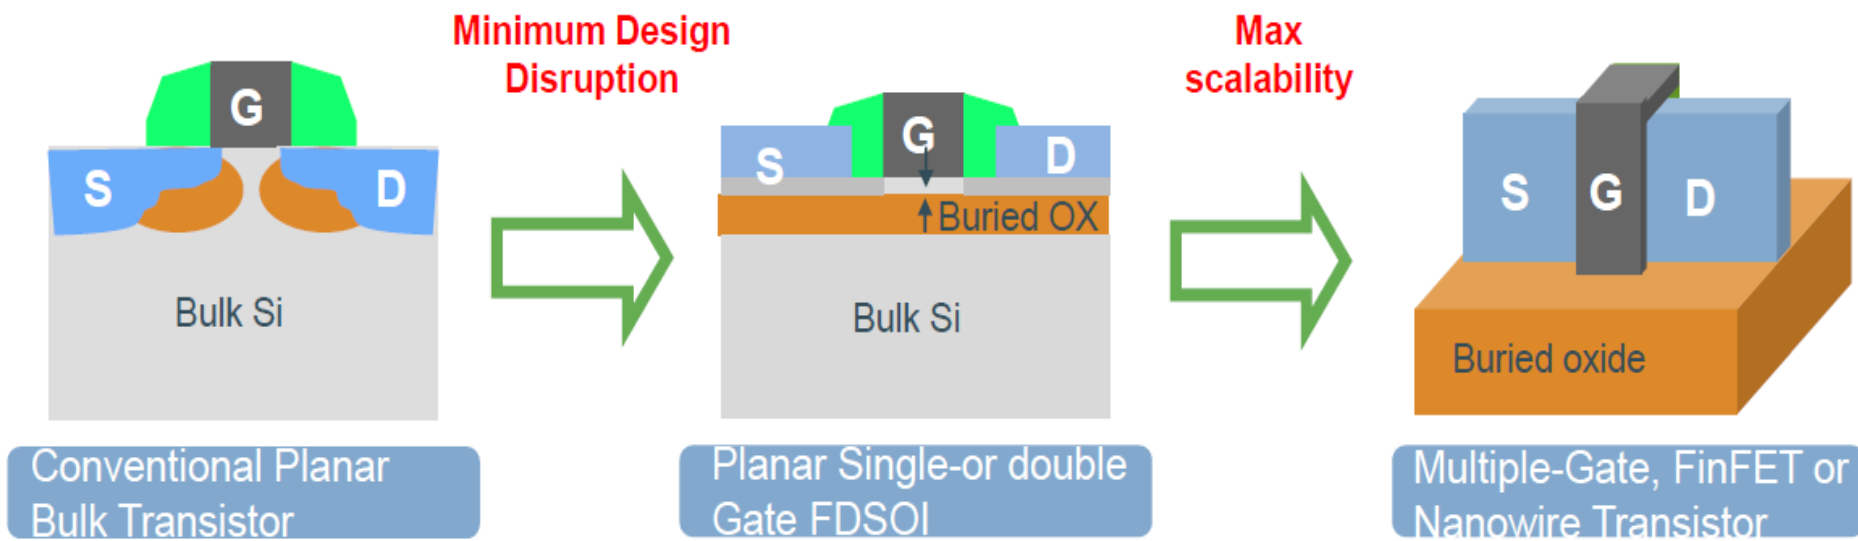 Minimum Design
Disruption
Max
scalability
G
S
D
Bulk Si
G
S
D
Buried OX
Bulk Si
S
G
D
Buried oxide
Conventional Planar
Bulk Transistor
Planar Single-or double
Gate FDSOI
Multiple-Gate, FinFET or
Nanowire Transistor